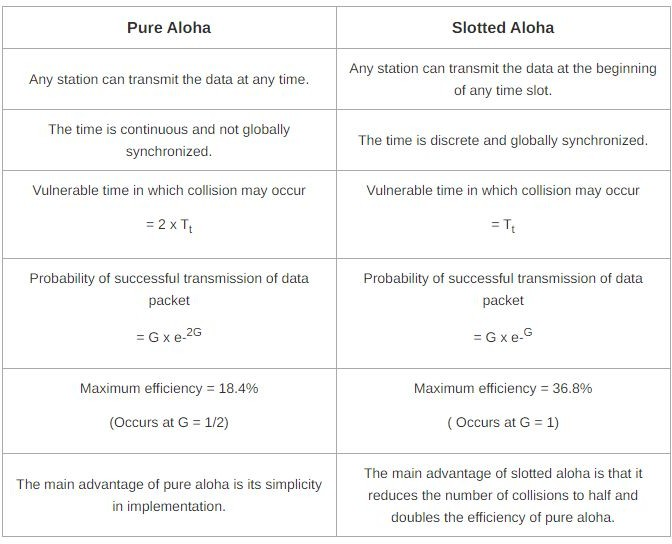 Pure Aloha
Slotted Aloha
Any station can transmit the data at any time.
Any station can transmit the data at the beginning
of any time slot.
The time is continuous and not globally
synchronized.
The time is discrete and globally synchronized.
Vulnerable time in which collision may occur
= 2 x Tt
Vulnerable time in which collision may occur
= Tt
Probability of successful transmission of data
packet
= G x e-2G
Probability of successful transmission of data
packet
= G x e-G
Maximum efficiency = 18.4%
(Occurs at G = 1/2)
Maximum efficiency = 36.8%
( Occurs at G = 1)
The main advantage of pure aloha is its simplicity
in implementation.
The main advantage of slotted aloha is that it
reduces the number of collisions to half and
doubles the efficiency of pure aloha.